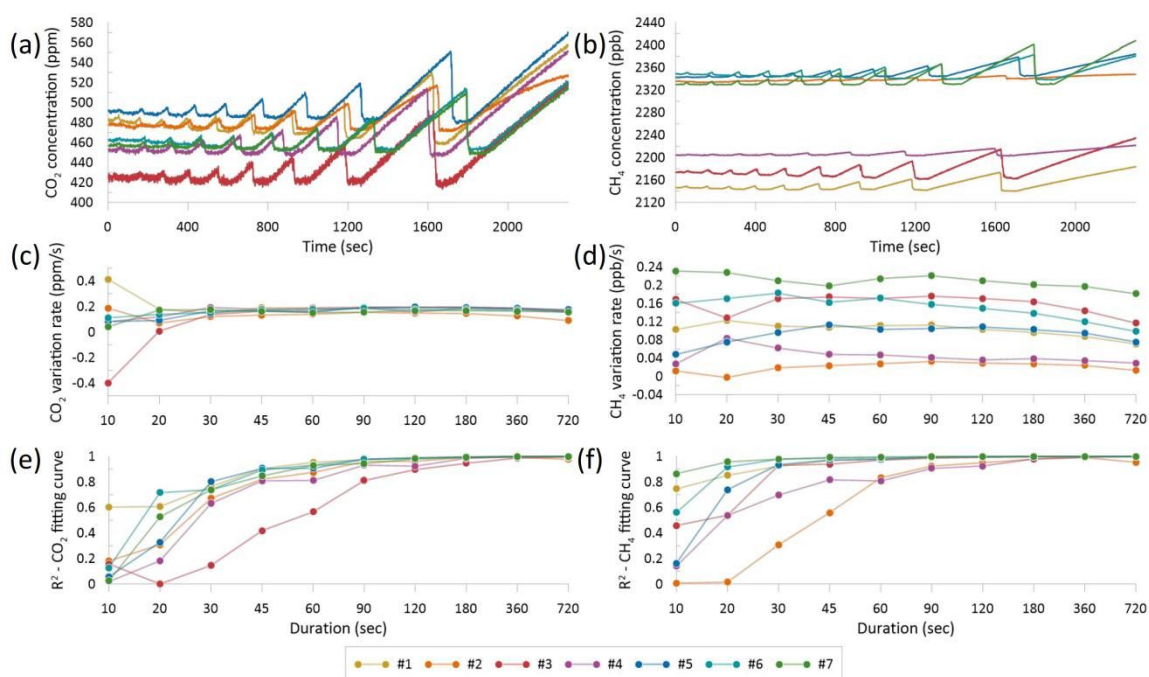 (a)
CO2 concentration (ppm)
580
560
540
520
500
480
460
440
420
400
0 400 800 1200 1600 2000
Time (sec)
(b)
CH4 concentration (ppb)
2440
2400
2360
2330
2280
2240
2200
2160
2120
0 400 800 1200 1600 2000
Time (sec)
(c)
CO2 variation rate (ppm/s)
0.4
0.2
0
-0.2
-0.4
10 20 30 45 60 90 120 180 360 720
(d)
CH4 variation rate (ppb/s)
0.24
0.16
0.12
0.08
0.04
0
-0.04
10 20 30 45 60 90 120 180 360 720
(e)
R2 - CO2 fitting curve
1
0.8
0.6
0.4
0.2
0
10 20 30 45 60 90 120 180 360 720
Duration (sec)
(f)
R2 - CH4 fitting curve
1
0.8
0.6
0.4
0.2
0
10 20 30 45 60 90 120 180 360 720
Duration (sec)
#1 #2 #3 #4 #5 #6 #7